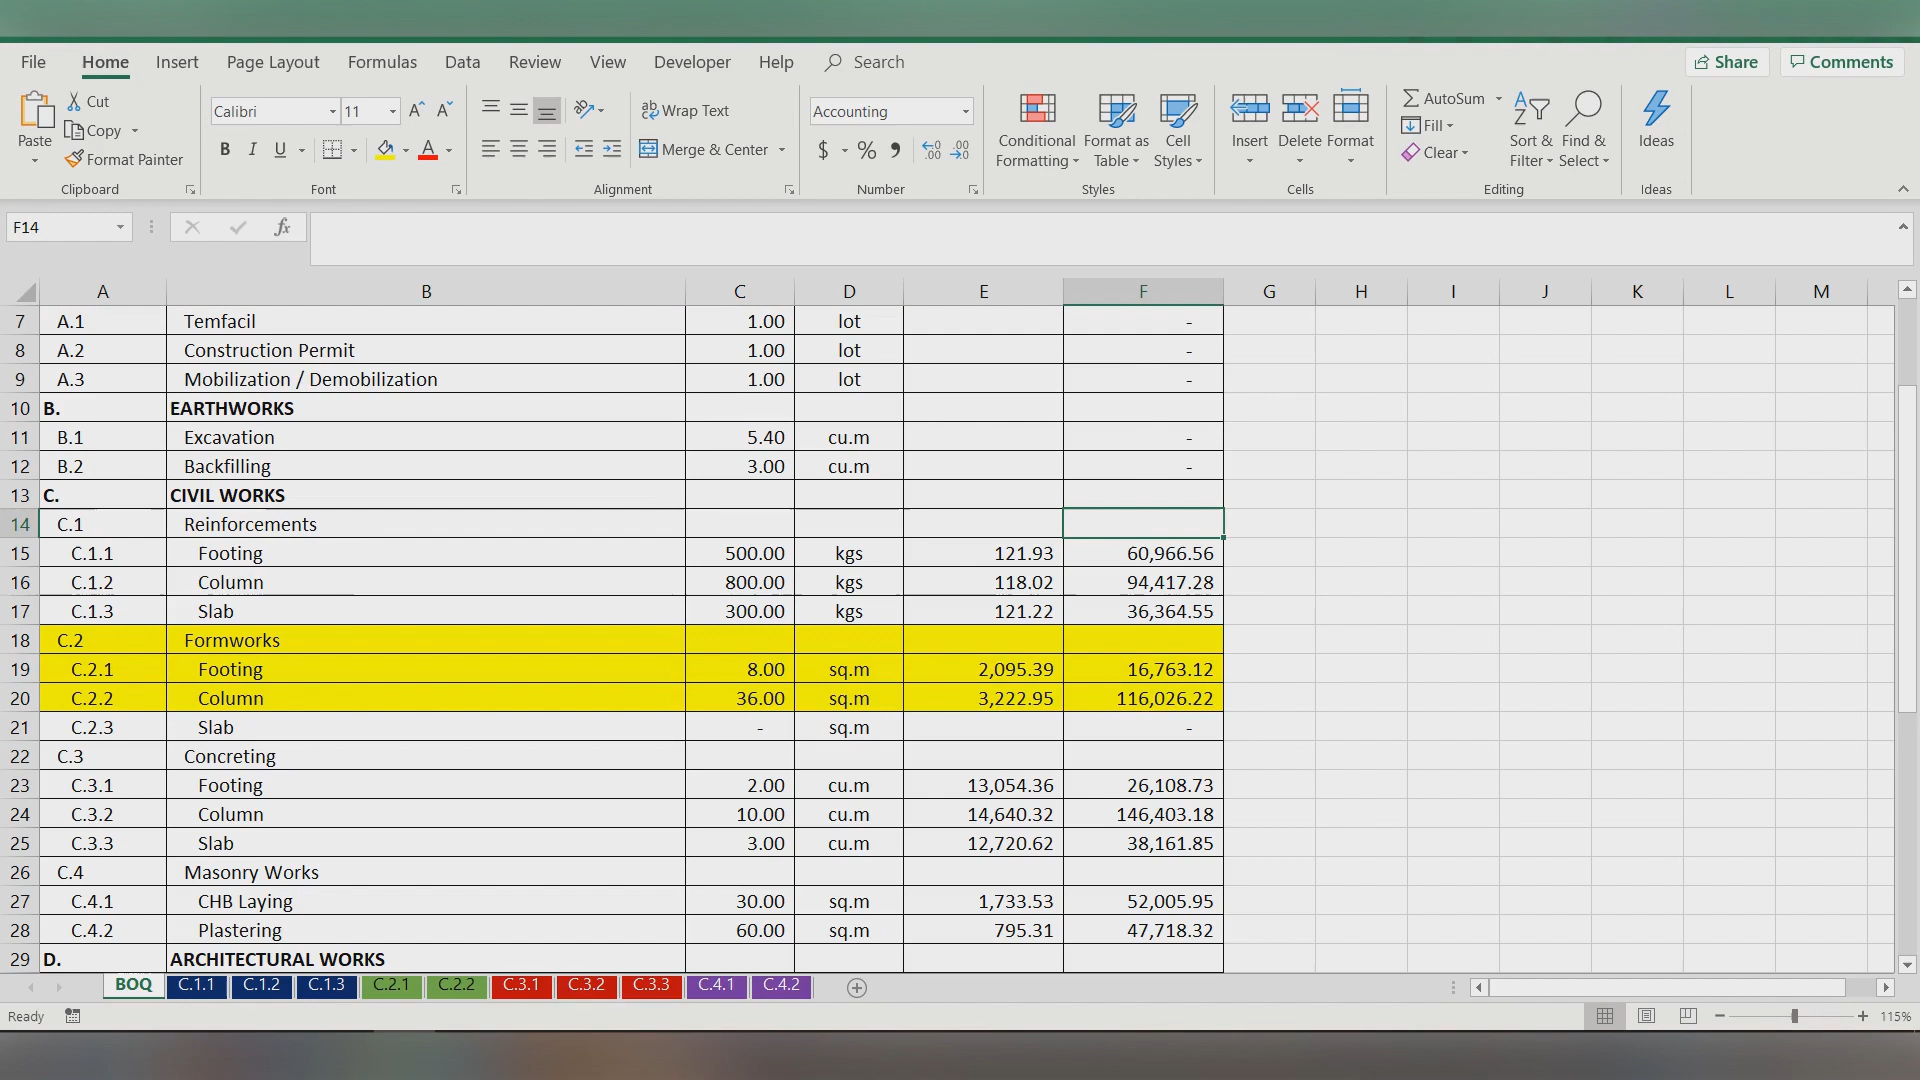 File Home Insert Page Layout Formulas Data Review View Developer Help Search Share Comments
Paste Cut Copy Format Painter Clipboard
Calibri 11 A^ A˅ B I U A Font
ab Wrap Text Merge & Center Alignment
Accounting $ % , .00 .00 Number
Conditional Formatting Format as Table Cell Styles Styles
Insert Delete Format Cells
AutoSum Fill Clear Sort & Filter Find & Select Editing
Ideas Ideas
F14 fx
A B C D E F G H I J K L M
7 A.1 Temfacil 1.00 lot -
8 A.2 Construction Permit 1.00 lot -
9 A.3 Mobilization / Demobilization 1.00 lot -
10 B. EARTHWORKS
11 B.1 Excavation 5.40 cu.m -
12 B.2 Backfilling 3.00 cu.m -
13 C. CIVIL WORKS
14 C.1 Reinforcements
15 C.1.1 Footing 500.00 kgs 121.93 60,966.56
16 C.1.2 Column 800.00 kgs 118.02 94,417.28
17 C.1.3 Slab 300.00 kgs 121.22 36,364.55
18 C.2 Formworks
19 C.2.1 Footing 8.00 sq.m 2,095.39 16,763.12
20 C.2.2 Column 36.00 sq.m 3,222.95 116,026.22
21 C.2.3 Slab - sq.m -
22 C.3 Concreting
23 C.3.1 Footing 2.00 cu.m 13,054.36 26,108.73
24 C.3.2 Column 10.00 cu.m 14,640.32 146,403.18
25 C.3.3 Slab 3.00 cu.m 12,720.62 38,161.85
26 C.4 Masonry Works
27 C.4.1 CHB Laying 30.00 sq.m 1,733.53 52,005.95
28 C.4.2 Plastering 60.00 sq.m 795.31 47,718.32
29 D. ARCHITECTURAL WORKS
BOQ C.1.1 C.1.2 C.1.3 C.2.1 C.2.2 C.3.1 C.3.2 C.3.3 C.4.1 C.4.2
Ready 115%